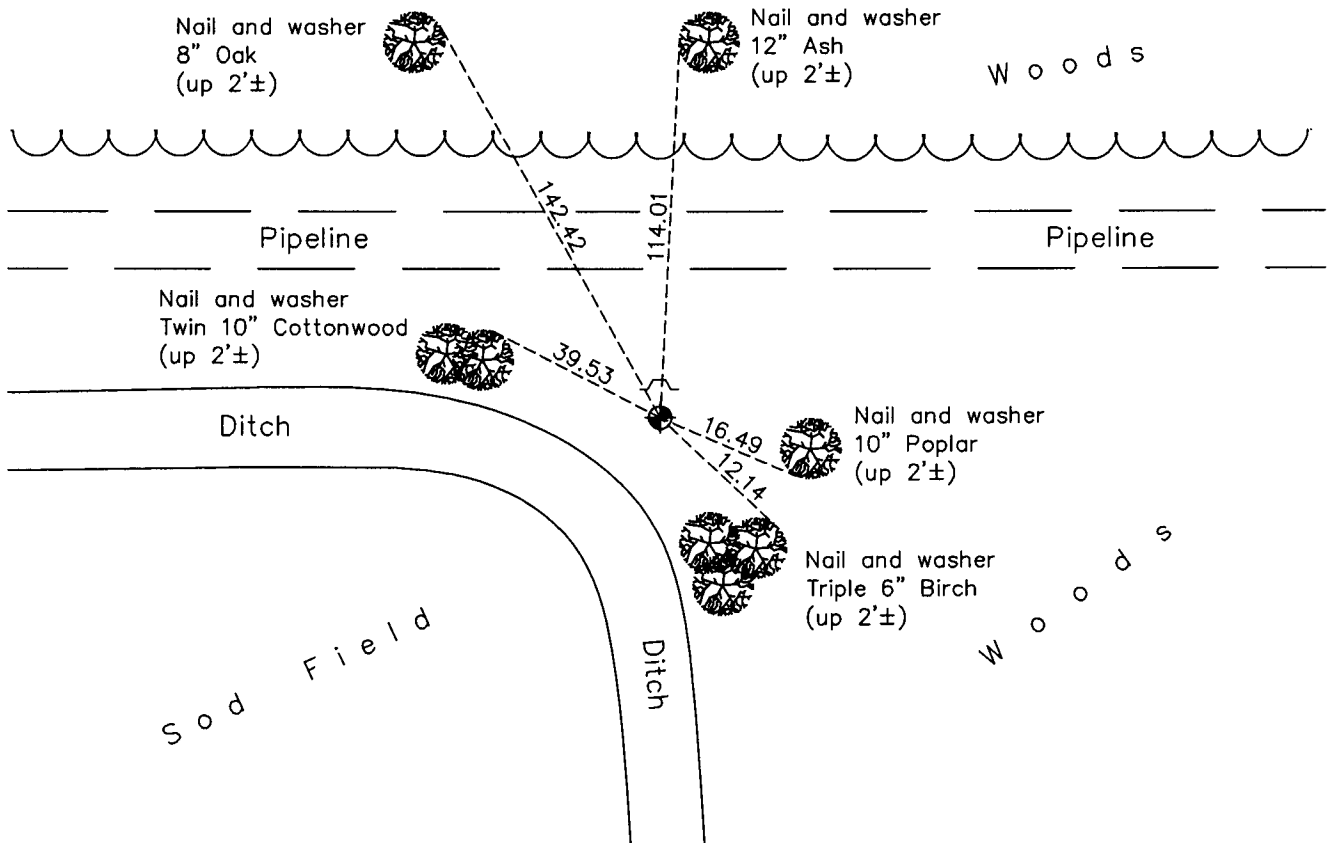 Nail and washer
8" Oak
(up 2'±)
Nail and washer
12" Ash
(up 2'±)
Woods
142.42
114.01
Pipeline
Pipeline
Nail and washer
Twin 10" Cottonwood
(up 2'±)
39.53
Ditch
16.49
Nail and washer
10" Poplar
(up 2'±)
12.14
Nail and washer
Triple 6" Birch
(up 2'±)
Woods
Sod Field
Ditch